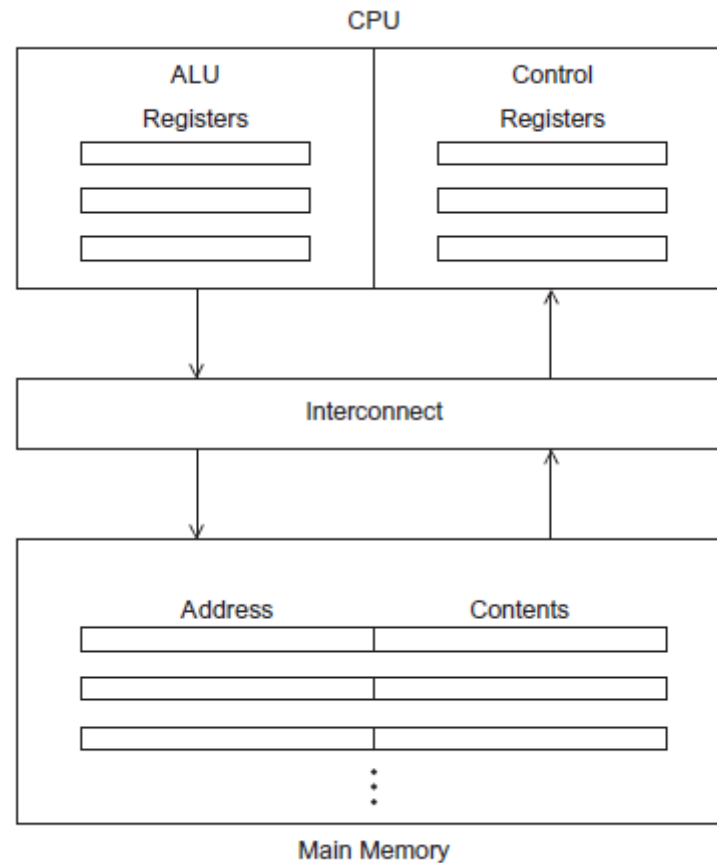 CPU
ALU
Control
Registers
Registers
Interconnect
Address
Contents
Main Memory